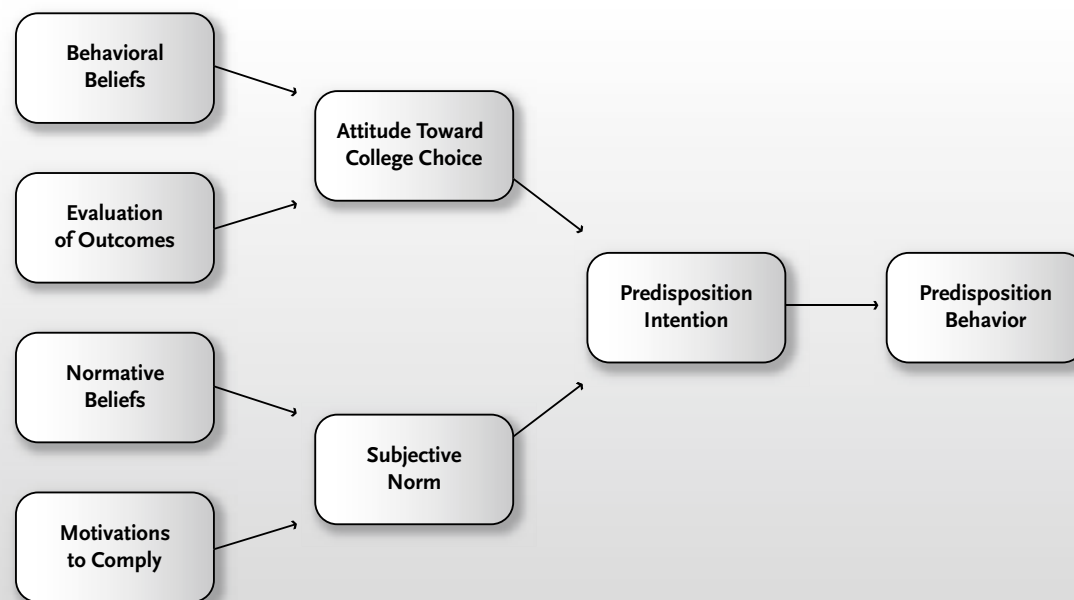 Behavioral
Beliefs
Evaluation
of Outcomes
Normative
Beliefs
Motivations
to Comply
Attitude Toward
College Choice
Subjective
Norm
Predisposition
Intention
Predisposition
Behavior